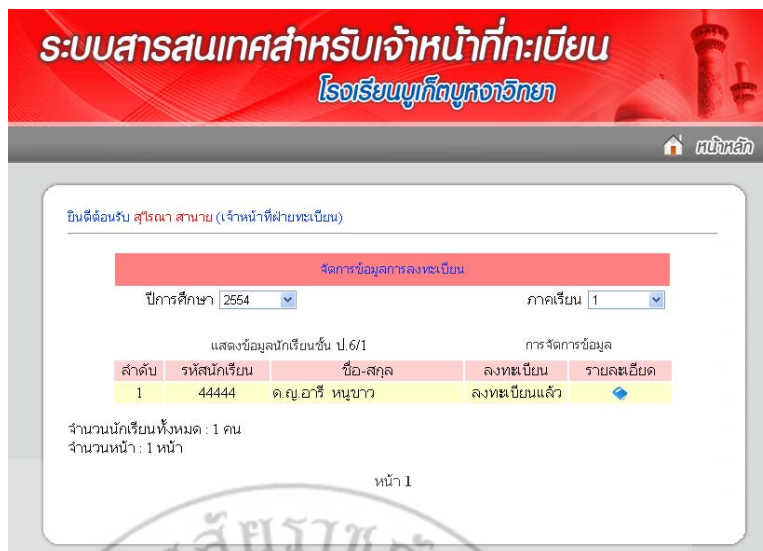 ระบบสารสนเทศสำหรับเจ้าหน้าที่ทะเบียน
โรงเรียนบูเก็ตบูหงาวิทยา
หน้าหลัก
ยินดีต้อนรับ สุไรณา สานาย (เจ้าหน้าที่ฝ่ายทะเบียน)
จัดการข้อมูลการลงทะเบียน
ปีการศึกษา 2554 ภาคเรียน 1
แสดงข้อมูลนักเรียนชั้น ป.6/1 การจัดการข้อมูล
ลำดับ รหัสนักเรียน ชื่อ-สกุล ลงทะเบียน รายละเอียด
1 44444 ด.ญ.อารี หนูขาว ลงทะเบียนแล้ว
จำนวนนักเรียนทั้งหมด : 1 คน
จำนวนหน้า : 1 หน้า
หน้า 1